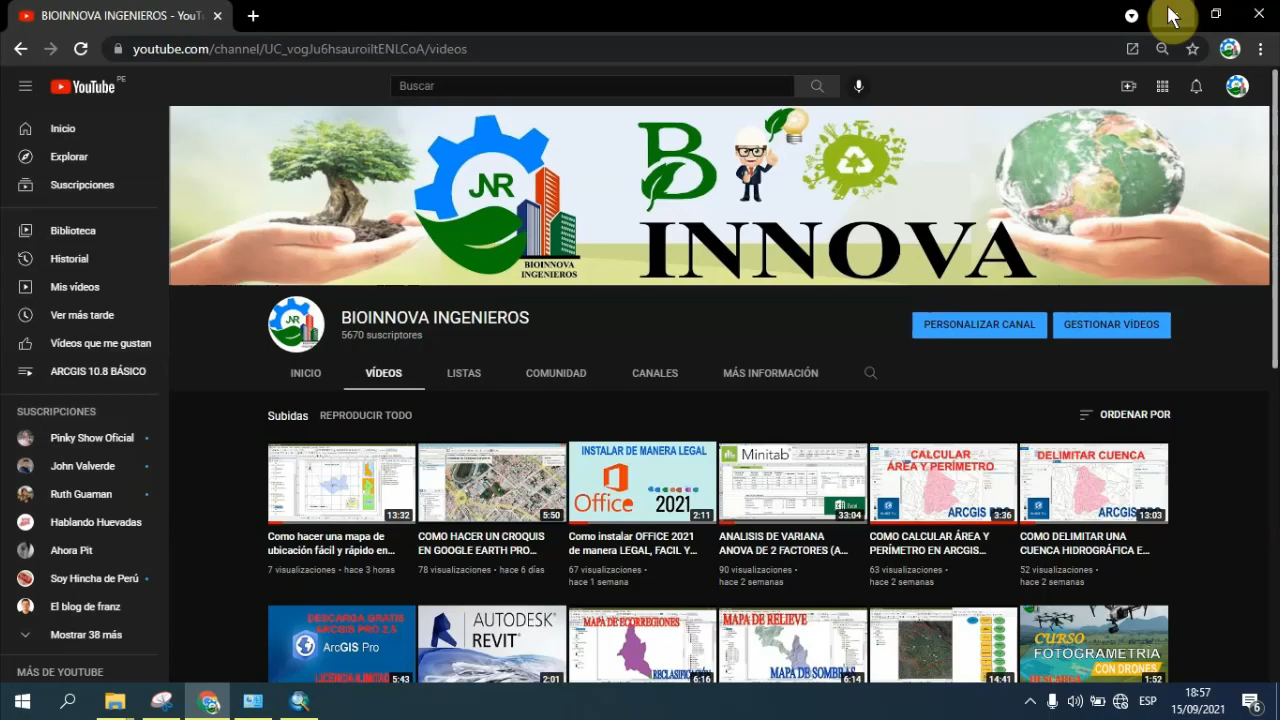 BIOINNOVA INGENIEROS - YouT
youtube.com/channel/UC_vogJu6hsauroiltENLCoA/videos
YouTube PE
Buscar
Inicio
Explorar
Suscripciones
Biblioteca
Historial
Mis vídeos
Ver más tarde
Vídeos que me gustan
ARCGIS 10.8 BÁSICO
SUSCRIPCIONES
Pinky Show Oficial
John Valverde
Ruth Guaman
Hablando Huevadas
Ahora Pit
Soy Hincha de Perú
El blog de franz
Mostrar 38 más
MÁS DE YOUTUBE
JNR
BIOINNOVA
INGENIEROS
B
INNOVA
BIOINNOVA INGENIEROS
5670 suscriptores
PERSONALIZAR CANAL
GESTIONAR VÍDEOS
INICIO
VÍDEOS
LISTAS
COMUNIDAD
CANALES
MÁS INFORMACIÓN
Subidas
REPRODUCIR TODO
ORDENAR POR
13:32
5:50
INSTALAR DE MANERA LEGAL
Office 2021
2:11
Minitab
33:04
CALCULAR
ÁREA Y PERÍMETRO
ARCGIS
3:36
DELIMITAR CUENCA
ARCGIS
13:03
Como hacer una mapa de
ubicación fácil y rápido en...
7 visualizaciones • hace 3 horas
COMO HACER UN CROQUIS
EN GOOGLE EARTH PRO...
78 visualizaciones • hace 6 días
Como instalar OFFICE 2021
de manera LEGAL, FACIL Y...
67 visualizaciones •
hace 1 semana
ANALISIS DE VARIANA
ANOVA DE 2 FACTORES (A...
90 visualizaciones •
hace 2 semanas
COMO CALCULAR ÁREA Y
PERÍMETRO EN ARCGIS...
63 visualizaciones •
hace 2 semanas
COMO DELIMITAR UNA
CUENCA HIDROGRÁFICA E...
52 visualizaciones •
hace 2 semanas
DESCARGA GRATIS
ARCGIS PRO 2.5
ArcGIS Pro
LICENCIA ILIMITAD
5:43
AUTODESK®
REVIT®
2:01
MAPA DE ECORREGIONES
RECLASIFICACIÓN
6:16
MAPA DE RELIEVE
MAPA DE SOMBRAS
6:14
14:41
CURSO
FOTOGRAMETRIA
CON DRONES
DESCARGA
1:52
ESP
18:57
15/09/2021
6